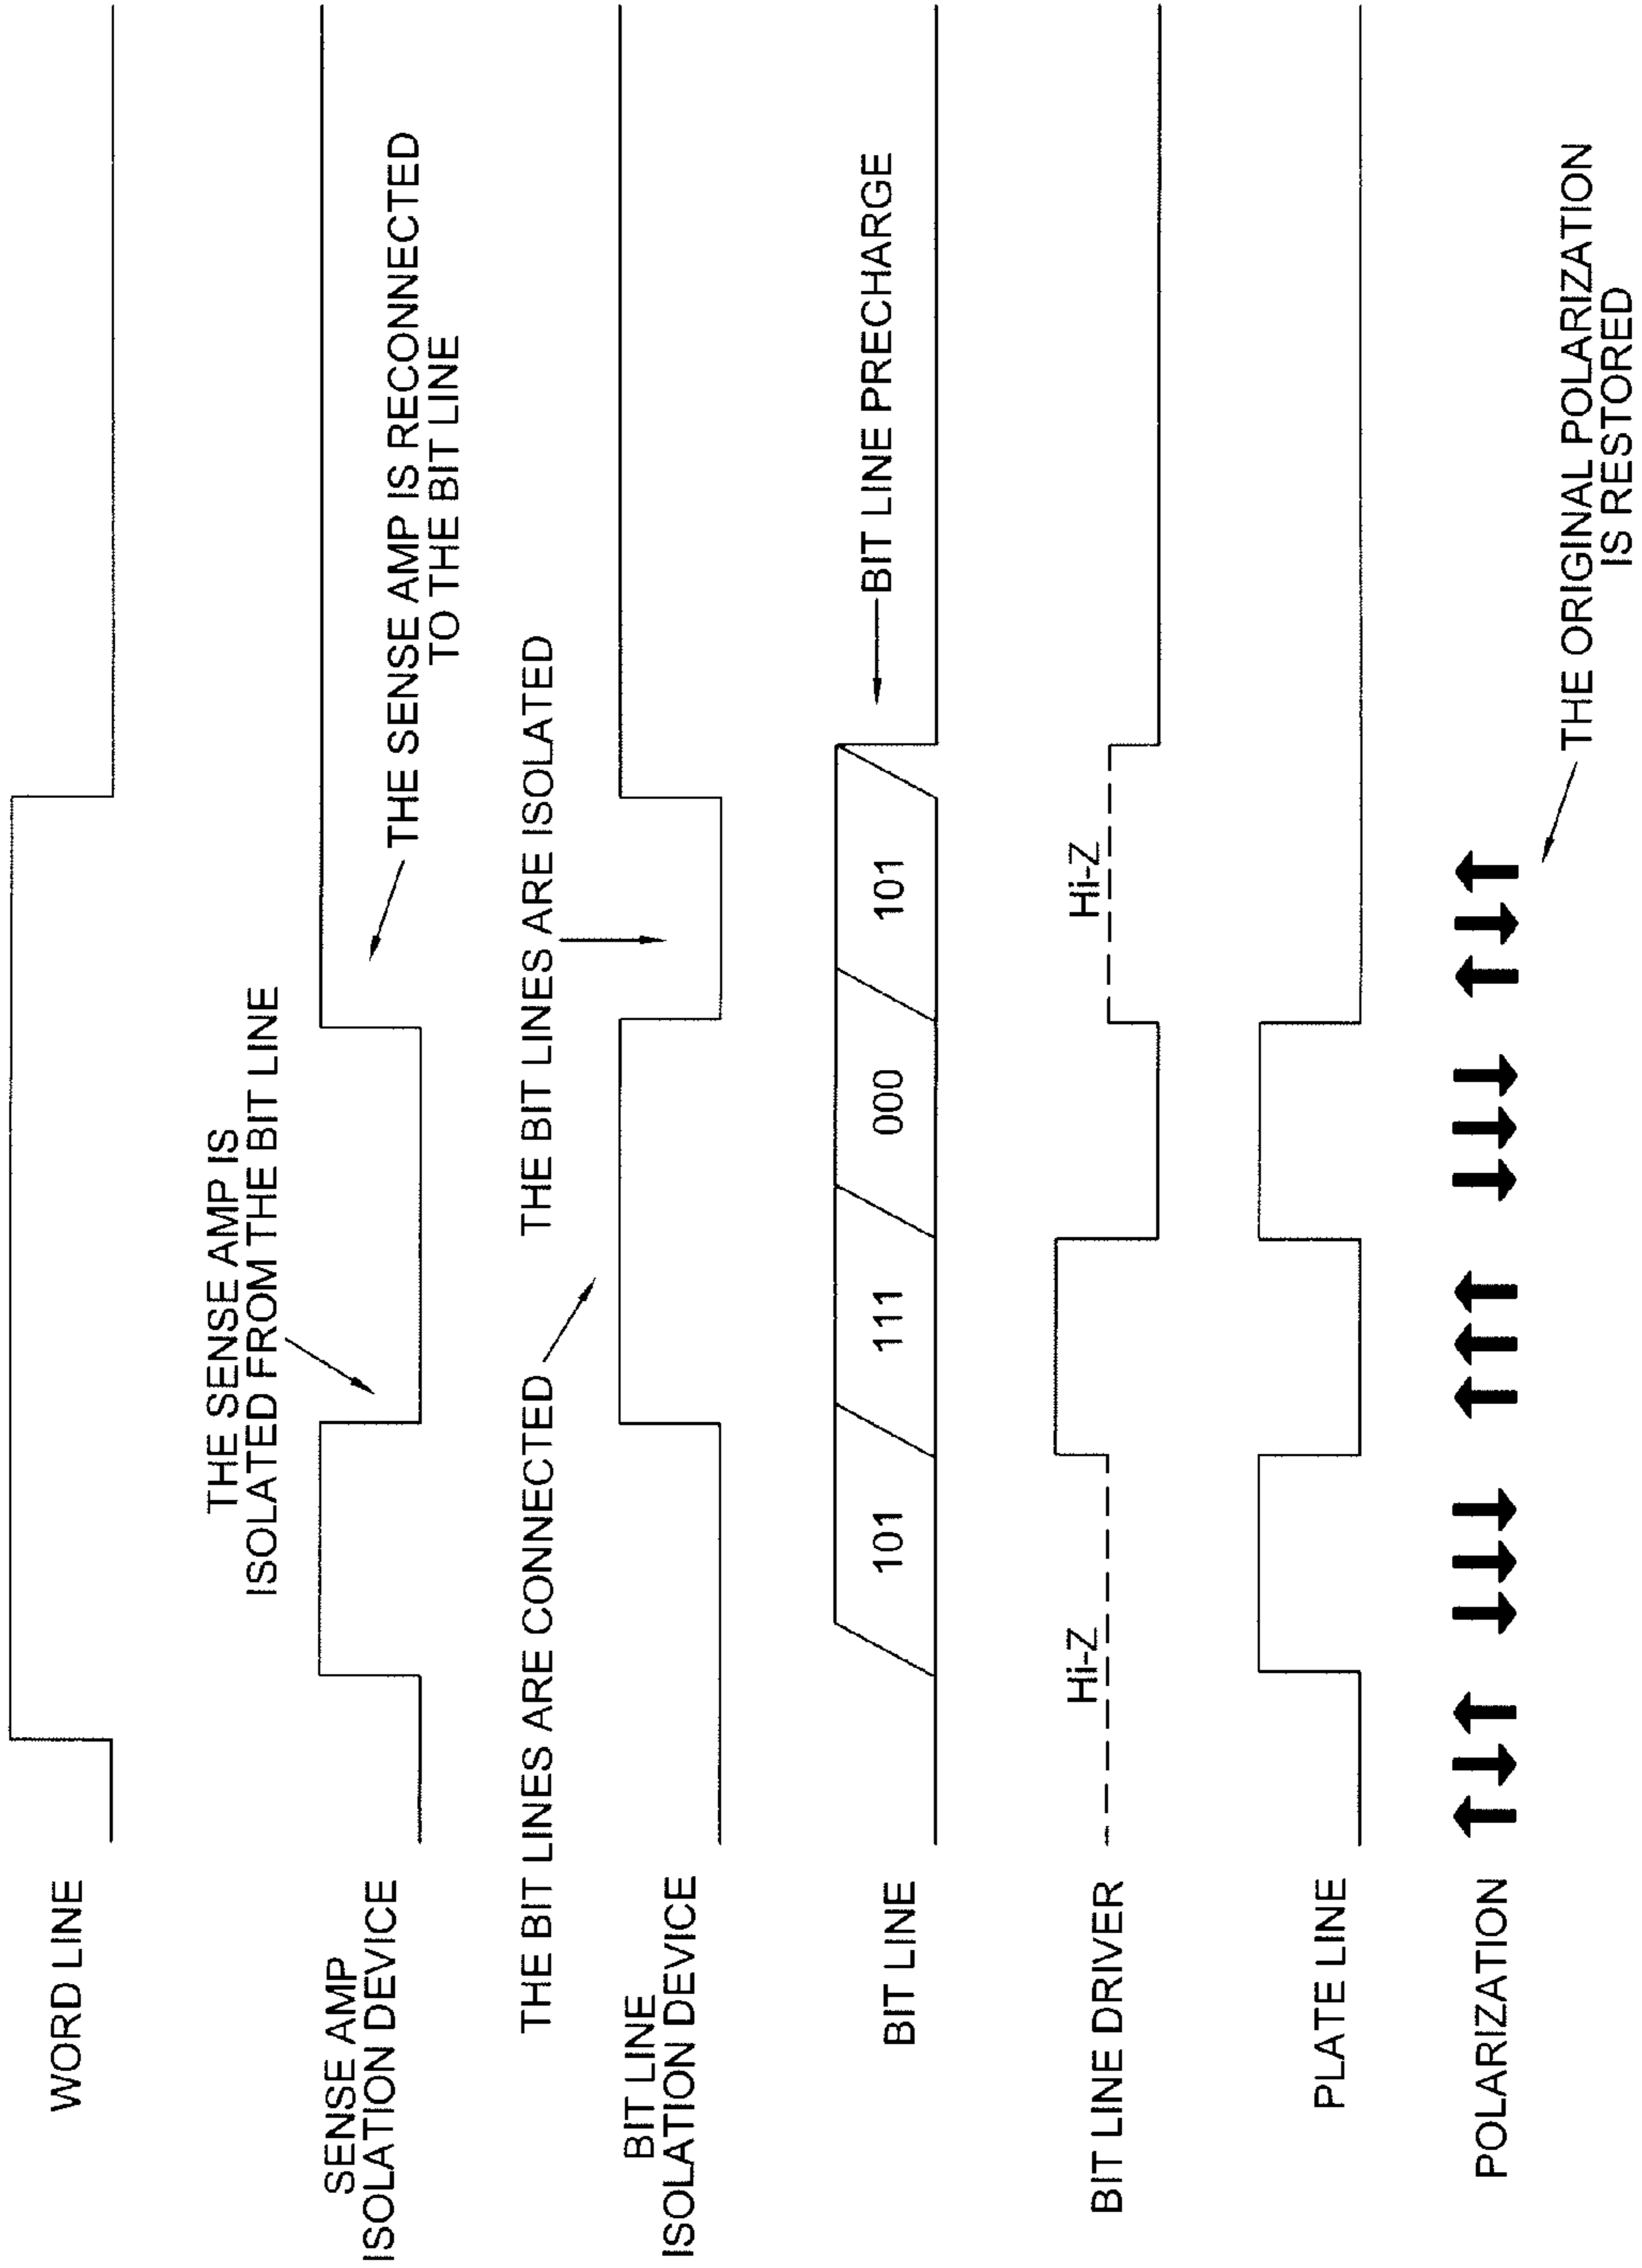 WORD LINE
THE SENSE AMP IS
ISOLATED FROM THE BIT LINE
SENSE AMP
ISOLATION DEVICE
THE SENSE AMP IS RECONNECTED
TO THE BIT LINE
THE BIT LINES ARE CONNECTED
THE BIT LINES ARE ISOLATED
BIT LINE
ISOLATION DEVICE
BIT LINE
101
111
000
101
BIT LINE PRECHARGE
BIT LINE DRIVER
Hi-Z
Hi-Z
PLATE LINE
POLARIZATION
THE ORIGINAL POLARIZATION
IS RESTORED